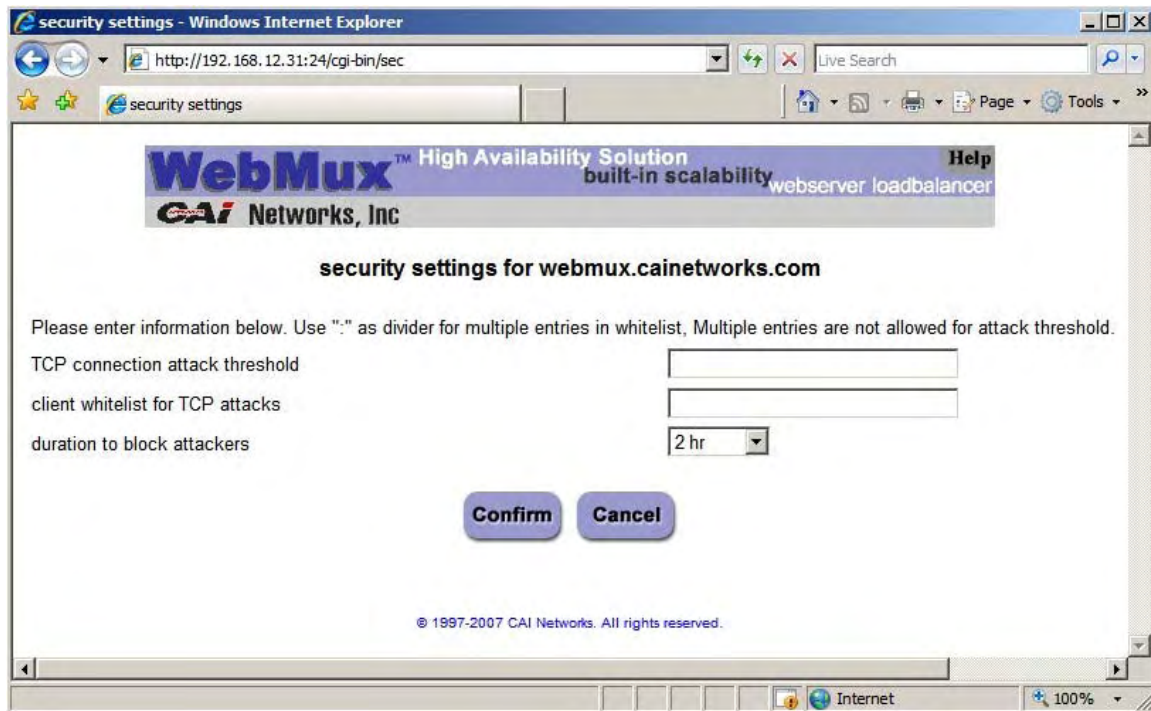 security settings - Windows Internet Explorer
http://192.168.12.31:24/cgi-bin/sec
Live Search
security settings
Page
Tools
»
WebMux™ High Availability Solution
built-in scalability
Help
webserver loadbalancer
CAI Networks, Inc
security settings for webmux.cainetworks.com
Please enter information below. Use ":" as divider for multiple entries in whitelist, Multiple entries are not allowed for attack threshold.
TCP connection attack threshold
client whitelist for TCP attacks
duration to block attackers 2 hr
Confirm Cancel
© 1997-2007 CAI Networks. All rights reserved.
Internet 100%